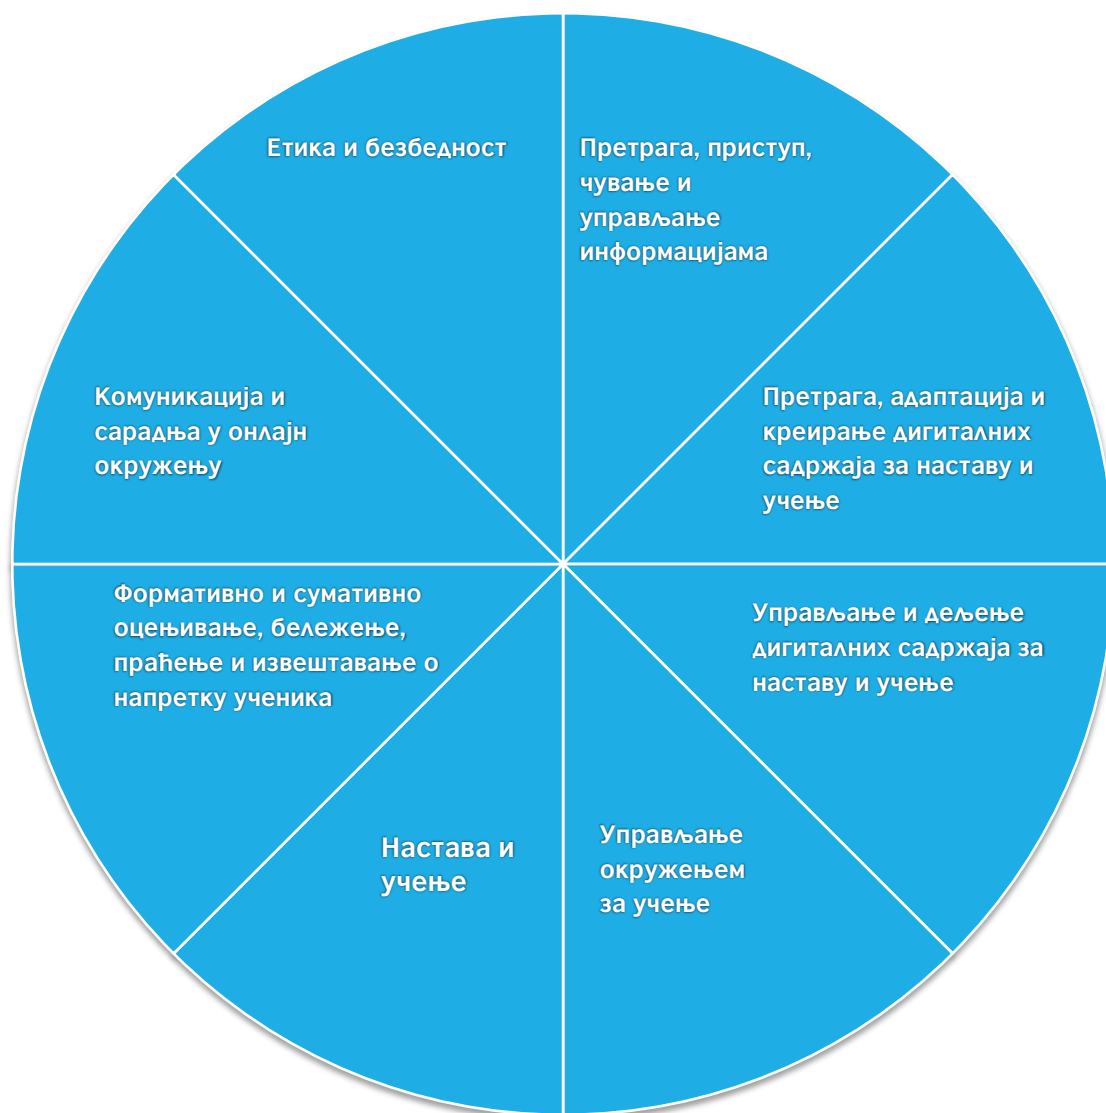 Етика и безбедност
Претрага, приступ,
чување и
управљање
информацијама
Комуникација и
сарадња у онлајн
окружењу
Претрага, адаптација и
креирање дигиталних
садржаја за наставу и
учење
Формативно и сумативно
оцењивање, бележење,
праћење и извештавање о
напретку ученика
Управљање и дељење
дигиталних садржаја за
наставу и учење
Настава и
учење
Управљање
окружењем
за учење